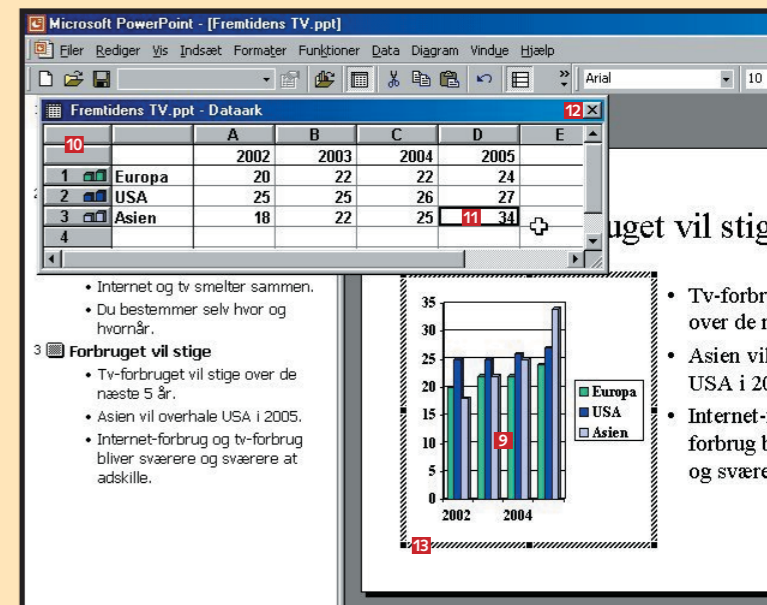 Microsoft PowerPoint - [Fremtidens TV.ppt]
Filer Rediger Vis Indsæt Formater Funktioner Data Diagram Vindue Hjælp
Arial 10
Fremtidens TV.ppt - Dataark 12
10 A B C D E
2002 2003 2004 2005
1 Europa 20 22 22 24
2 USA 25 25 26 27
3 Asien 18 22 25 11 34
4
• Internet og tv smelter sammen.
• Du bestemmer selv hvor og
hvornår.
3 Forbruget vil stige
• Tv-forbruget vil stige over de
næste 5 år.
• Asien vil overhale USA i 2005.
• Internet-forbrug og tv-forbrug
bliver sværere og sværere at
adskille.
uget vil stig
35
30
25
20
15
10
5
0
2002 2004
Europa
USA
Asien
9
13
• Tv-forbr
over de n
• Asien vil
USA i 20
• Internet-
forbrug b
og svære